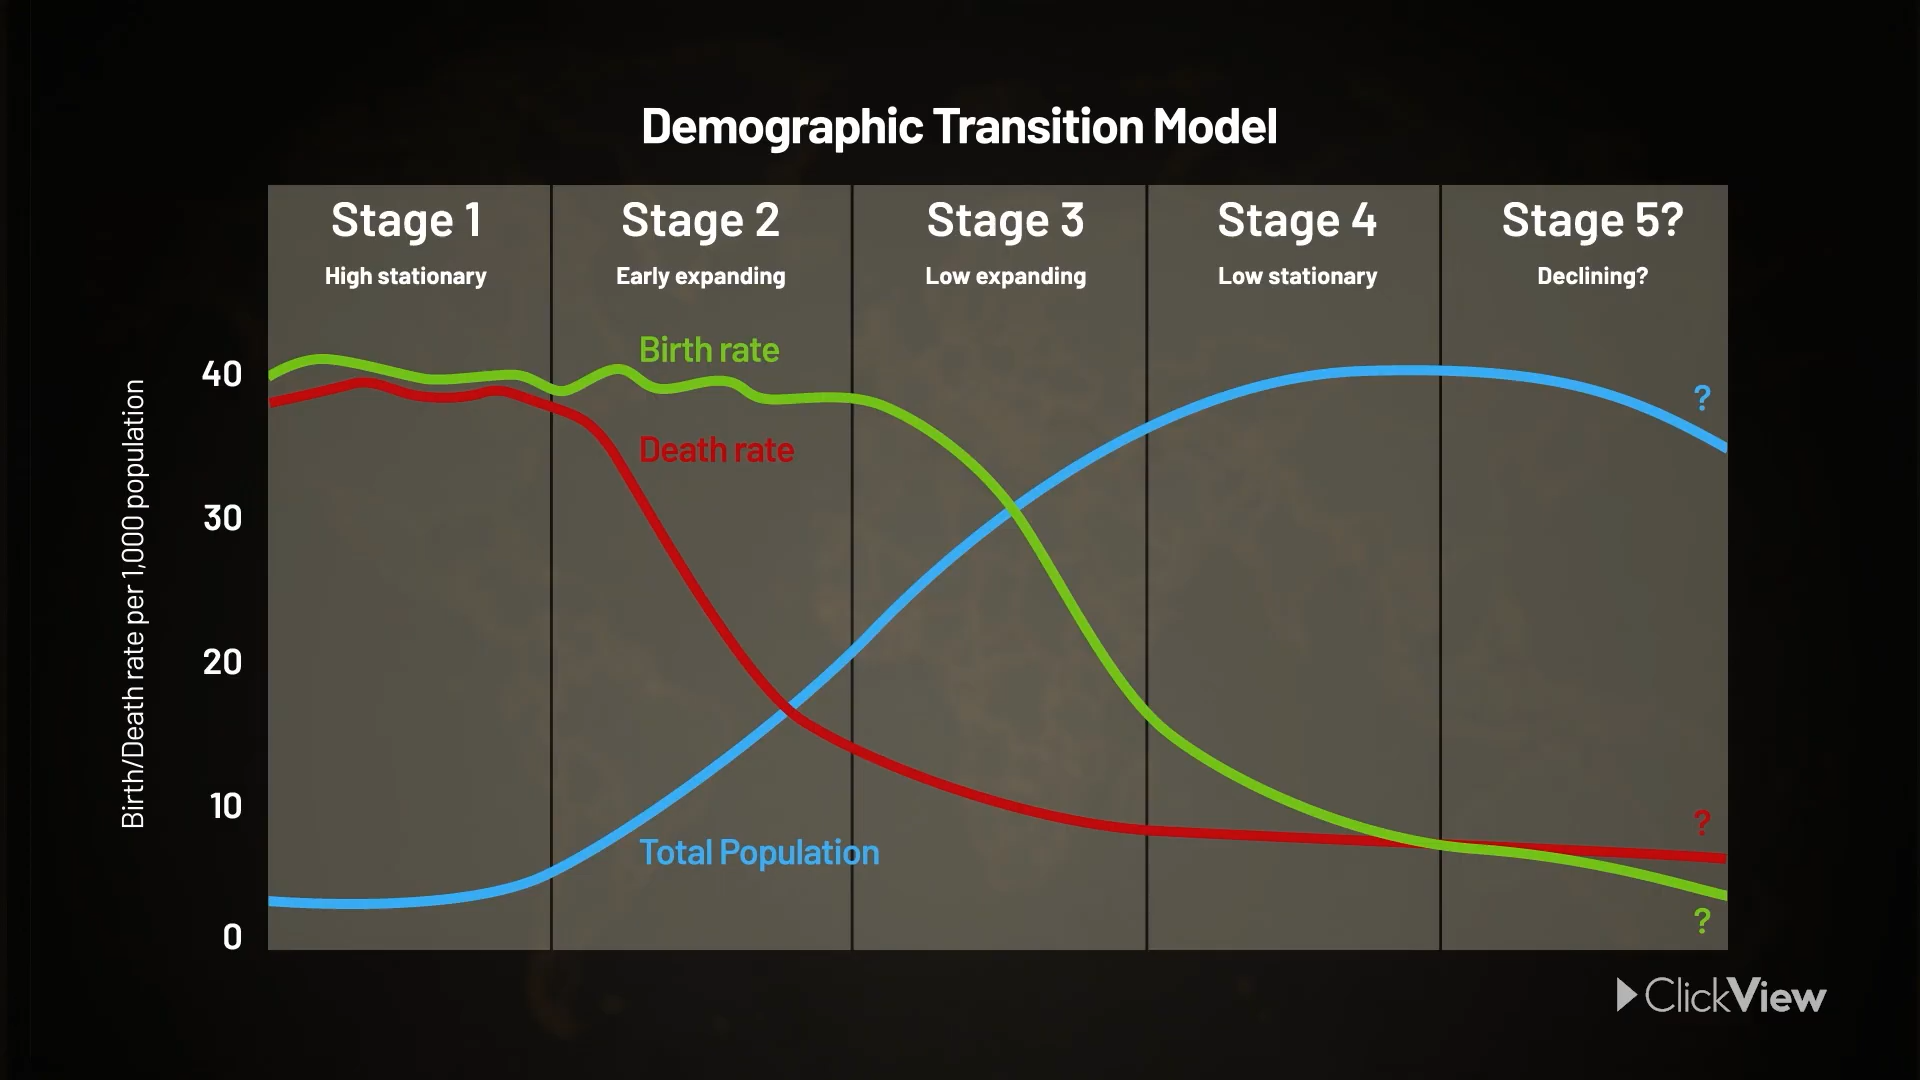 Demographic Transition Model
Stage 1
High stationary
Stage 2
Early expanding
Stage 3
Low expanding
Stage 4
Low stationary
Stage 5?
Declining?
Birth/Death rate per 1,000 population
40
30
20
10
0
Birth rate
Death rate
Total Population
?
?
?
ClickView